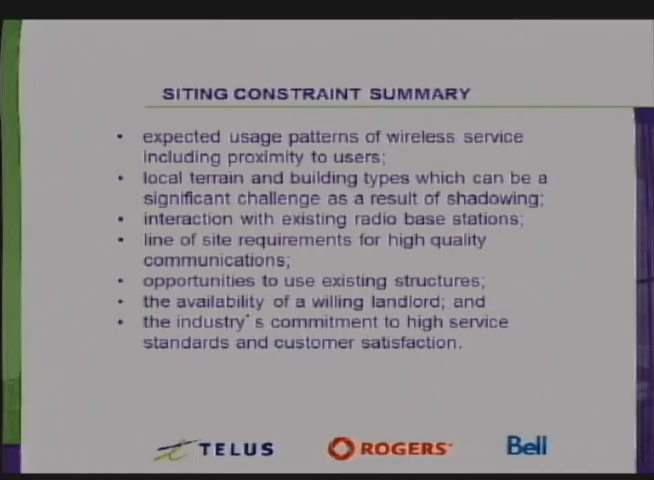 SITING CONSTRAINT SUMMARY
• expected usage patterns of wireless service
including proximity to users;
• local terrain and building types which can be a
significant challenge as a result of shadowing;
• interaction with existing radio base stations;
• line of site requirements for high quality
communications;
• opportunities to use existing structures;
• the availability of a willing landlord; and
• the industry's commitment to high service
standards and customer satisfaction.
TELUS ROGERS Bell